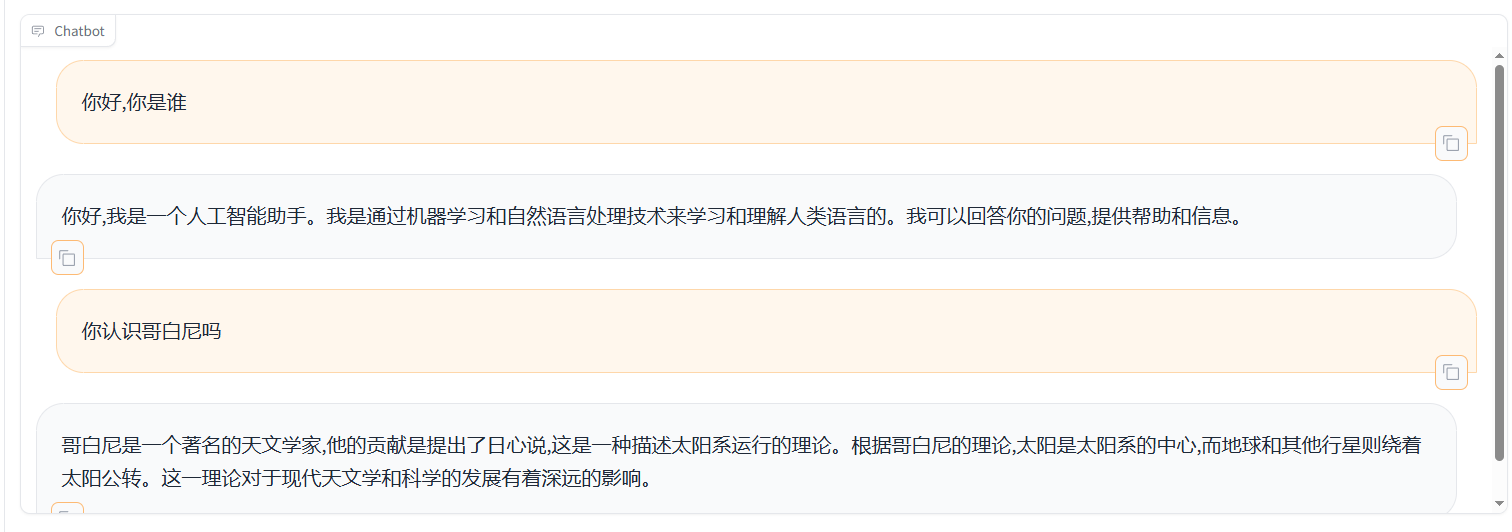 Chatbot
你好,你是谁
你好,我是一个人工智能助手。我是通过机器学习和自然语言处理技术来学习和理解人类语言的。我可以回答你的问题,提供帮助和信息。
你认识哥白尼吗
哥白尼是一个著名的天文学家,他的贡献是提出了日心说,这是一种描述太阳系运行的理论。根据哥白尼的理论,太阳是太阳系的中心,而地球和其他行星则绕着
太阳公转。这一理论对于现代天文学和科学的发展有着深远的影响。